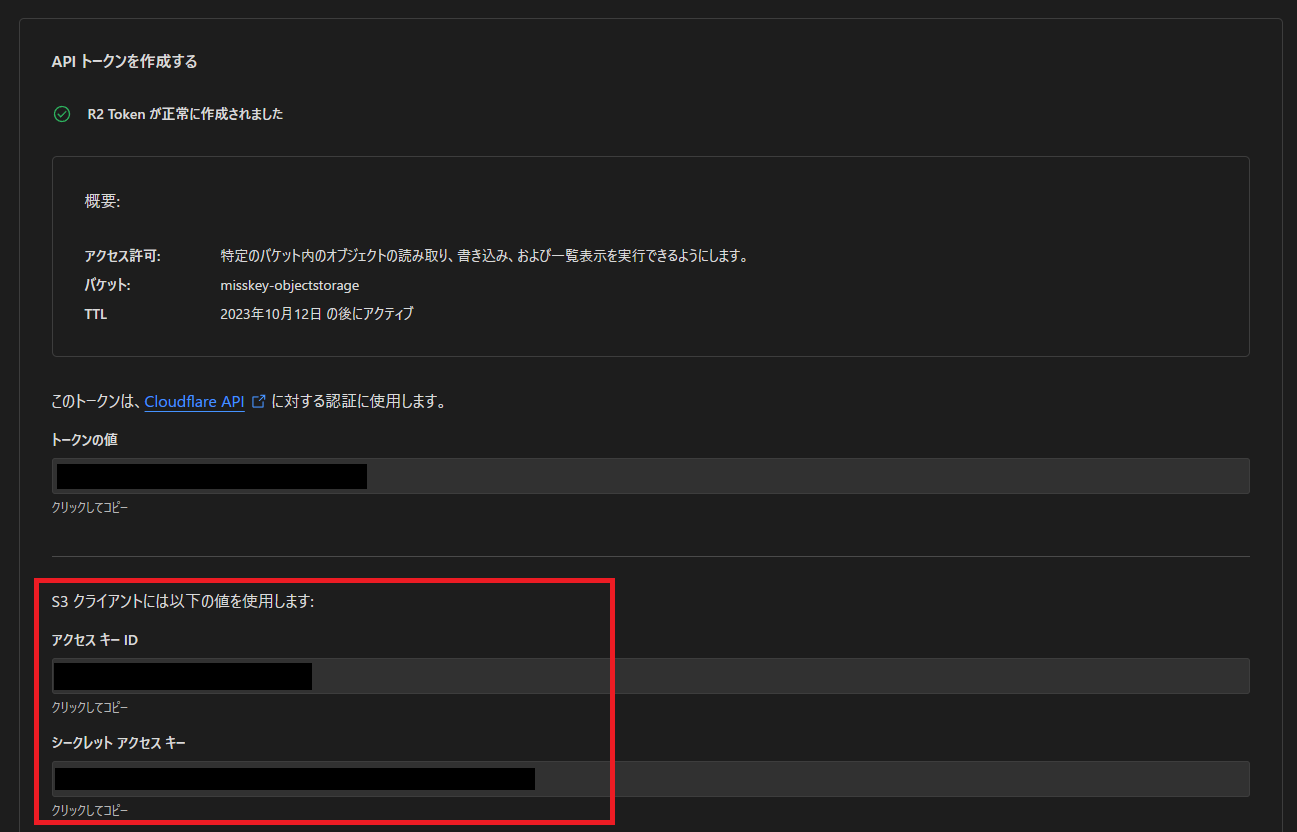 API トークンを作成する
R2 Token が正常に作成されました
概要:
アクセス許可: 特定のバケット内のオブジェクトの読み取り、書き込み、および一覧表示を実行できるようにします。
バケット: misskey-objectstorage
TTL 2023年10月12日 の後にアクティブ
このトークンは、Cloudflare API に対する認証に使用します。
トークンの値
クリックしてコピー
S3 クライアントには以下の値を使用します:
アクセス キー ID
クリックしてコピー
シークレット アクセス キー
クリックしてコピー